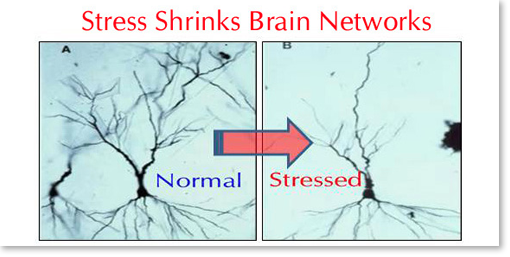 Stress Shrinks Brain Networks
A
B
Normal
Stressed